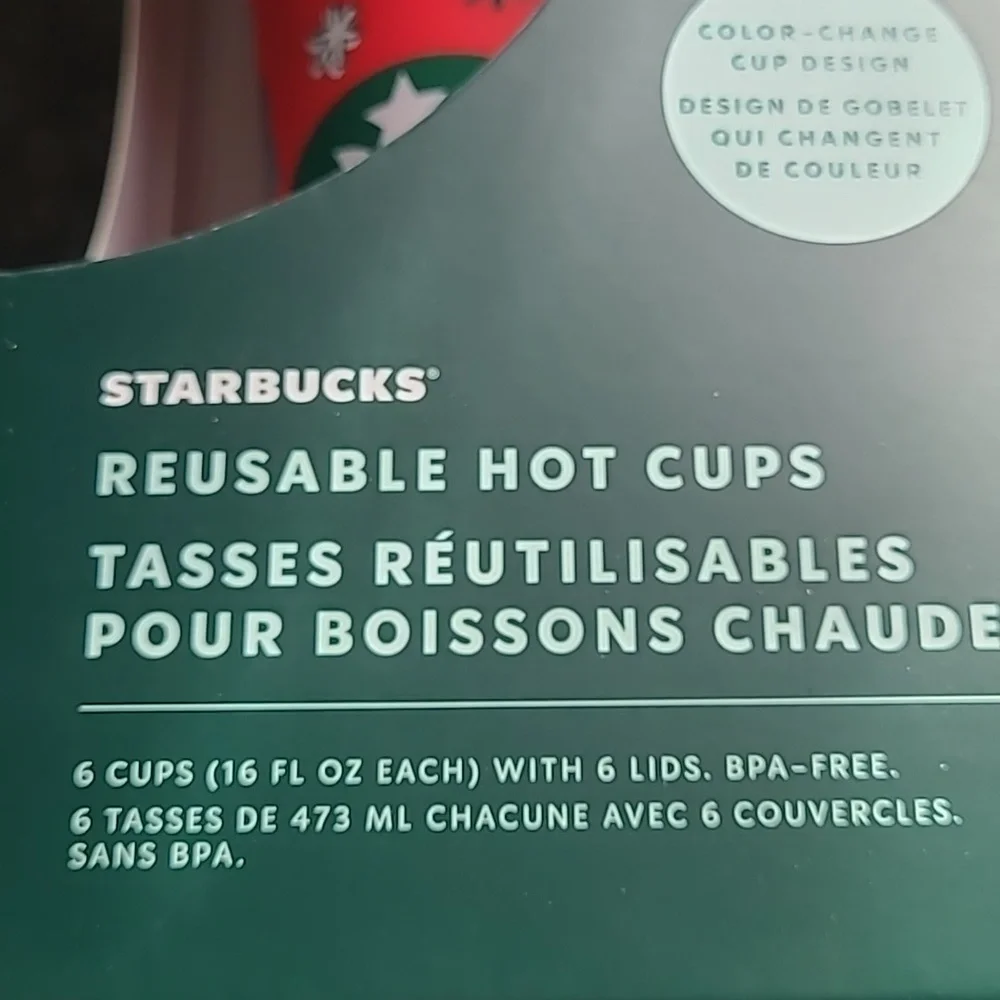 COLOR-CHANGE
CUP DESIGN
DESIGN DE GOBELET
QUI CHANGENT
DE COULEUR
STARBUCKS®
REUSABLE HOT CUPS
TASSES RÉUTILISABLES
POUR BOISSONS CHAUDE
6 CUPS (16 FL OZ EACH) WITH 6 LIDS. BPA-FREE.
6 TASSES DE 473 ML CHACUNE AVEC 6 COUVERCLES.
SANS BPA.